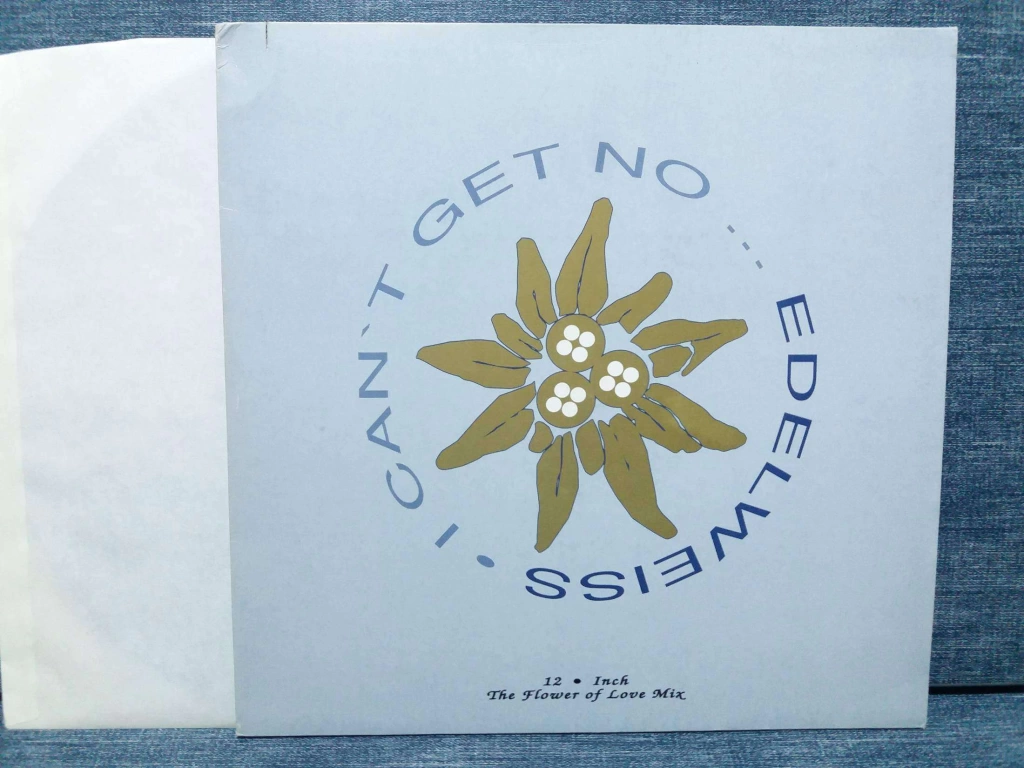 I CAN`T GET NO ... EDELWEISS •
12 • Inch
The Flower of Love Mix